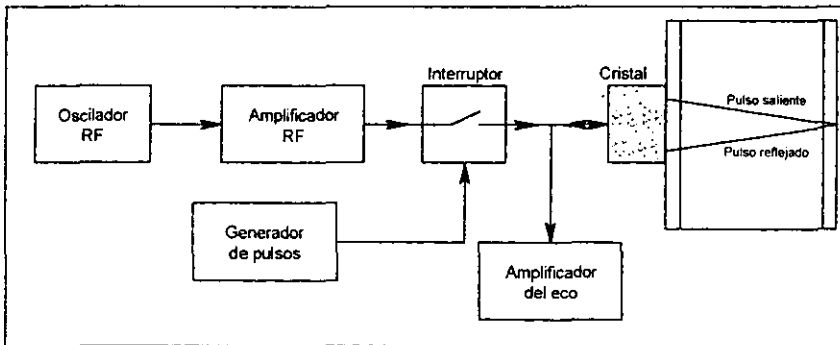 Interruptor
Cristal
Oscilador
RF
Amplificador
RF
Pulso saliente
Pulso reflejado
Generador
de pulsos
Amplificador
del eco